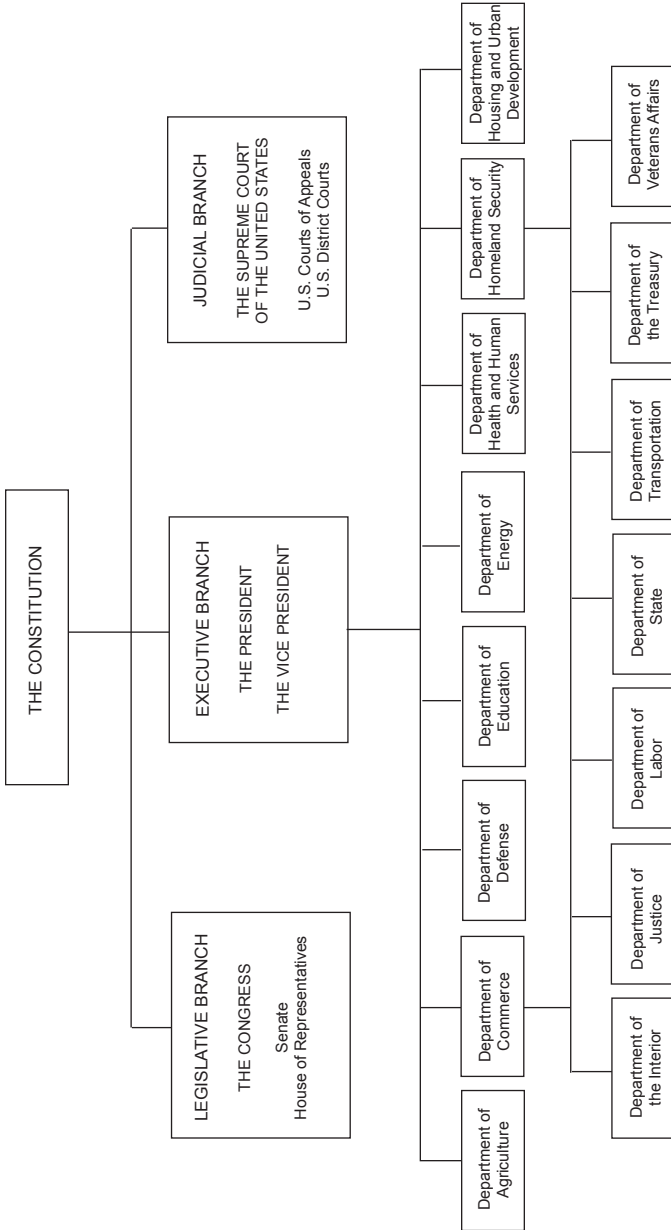 THE CONSTITUTION
LEGISLATIVE BRANCH
THE CONGRESS
Senate
House of Representatives
EXECUTIVE BRANCH
THE PRESIDENT
THE VICE PRESIDENT
JUDICIAL BRANCH
THE SUPREME COURT
OF THE UNITED STATES
U.S. Courts of Appeals
U.S. District Courts
Department of
Agriculture
Department of
Commerce
Department of
Defense
Department of
Education
Department of
Energy
Department of
Health and Human
Services
Department of
Homeland Security
Department of
Housing and Urban
Development
Department of
the Interior
Department of
Justice
Department of
Labor
Department of
State
Department of
Transportation
Department of
the Treasury
Department of
Veterans Affairs